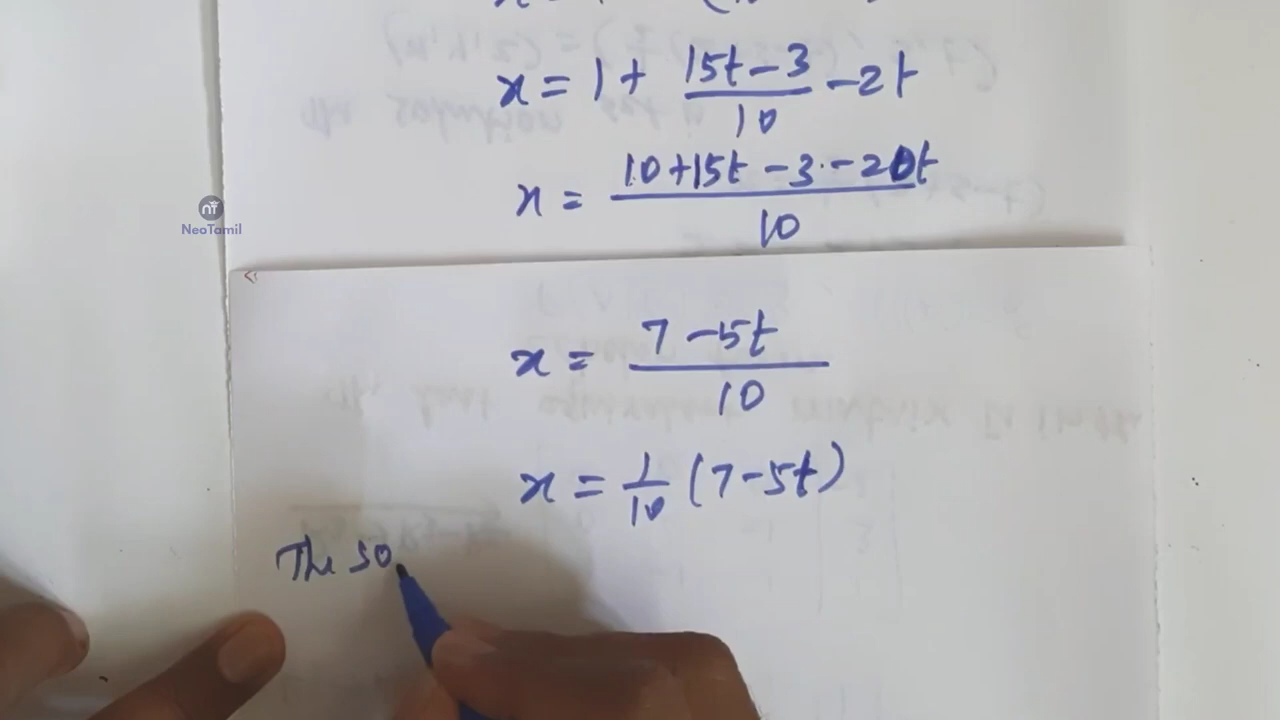 x = 1 + (15t - 3)/10 - 2t
x = (10 + 15t - 3 - 20t)/10
NeoTamil
x = (7 - 5t)/10
x = 1/10 (7 - 5t)
The so